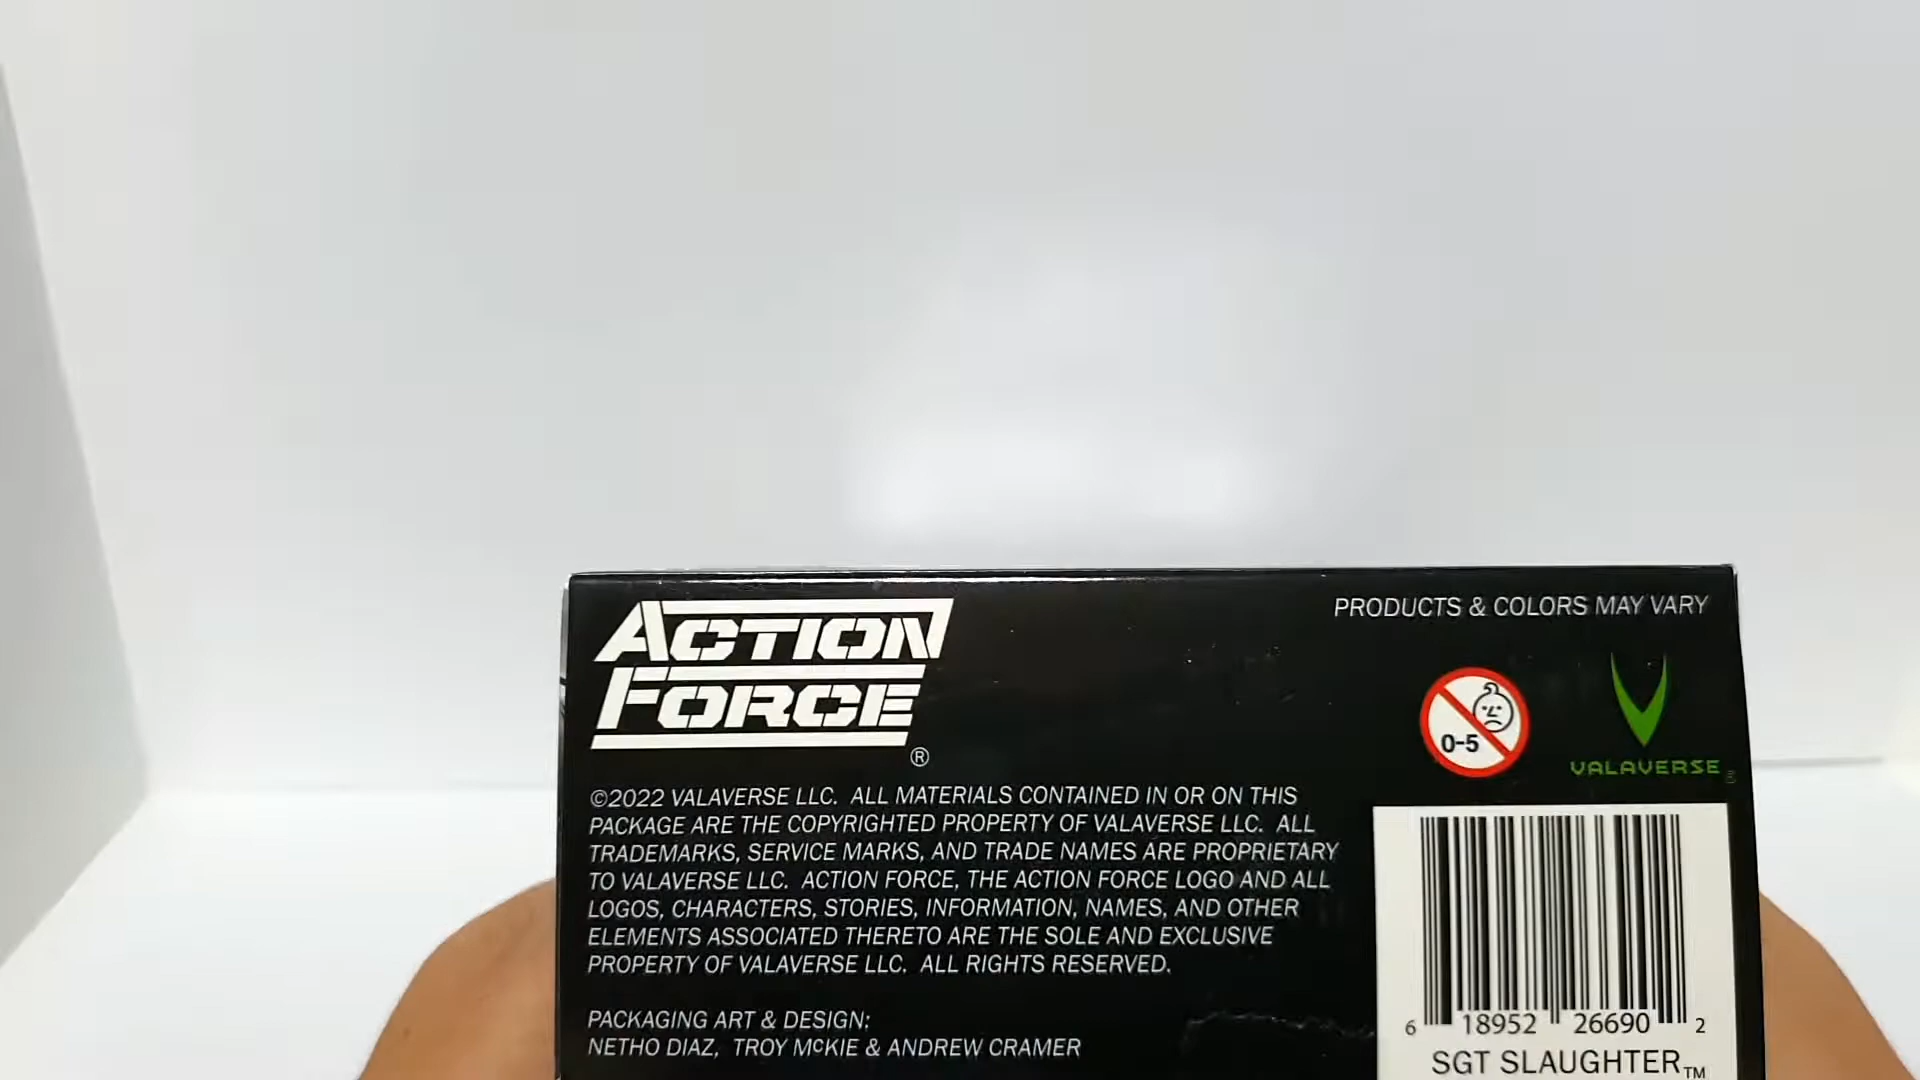 ACTION
FORCE
®
PRODUCTS & COLORS MAY VARY
0-5
VALAVERSE
©2022 VALAVERSE LLC. ALL MATERIALS CONTAINED IN OR ON THIS
PACKAGE ARE THE COPYRIGHTED PROPERTY OF VALAVERSE LLC. ALL
TRADEMARKS, SERVICE MARKS, AND TRADE NAMES ARE PROPRIETARY
TO VALAVERSE LLC. ACTION FORCE, THE ACTION FORCE LOGO AND ALL
LOGOS, CHARACTERS, STORIES, INFORMATION, NAMES, AND OTHER
ELEMENTS ASSOCIATED THERETO ARE THE SOLE AND EXCLUSIVE
PROPERTY OF VALAVERSE LLC. ALL RIGHTS RESERVED.
PACKAGING ART & DESIGN:
NETHO DIAZ, TROY McKIE & ANDREW CRAMER
6 18952 26690 2
SGT SLAUGHTER™